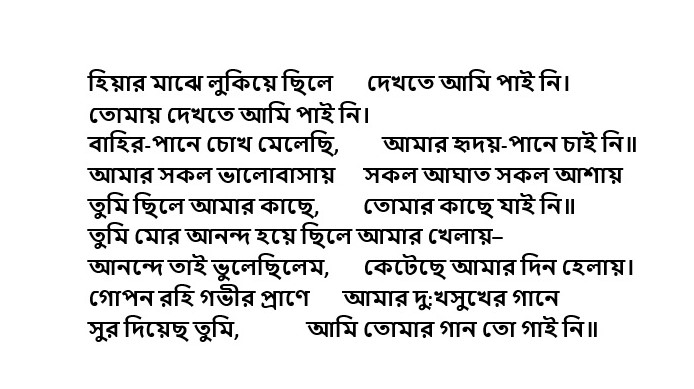 হিয়ার মাঝে লুকিয়ে ছিলে দেখতে আমি পাই নি।
তোমায় দেখতে আমি পাই নি।
বাহির-পানে চোখ মেলেছি, আমার হৃদয়-পানে চাই নি॥
আমার সকল ভালোবাসায় সকল আঘাত সকল আশায়
তুমি ছিলে আমার কাছে, তোমার কাছে যাই নি॥
তুমি মোর আনন্দ হয়ে ছিলে আমার খেলায়–
আনন্দে তাই ভুলেছিলেম, কেটেছে আমার দিন হেলায়।
গোপন রহি গভীর প্রাণে আমার দু:খসুখের গানে
সুর দিয়েছ তুমি, আমি তোমার গান তো গাই নি॥